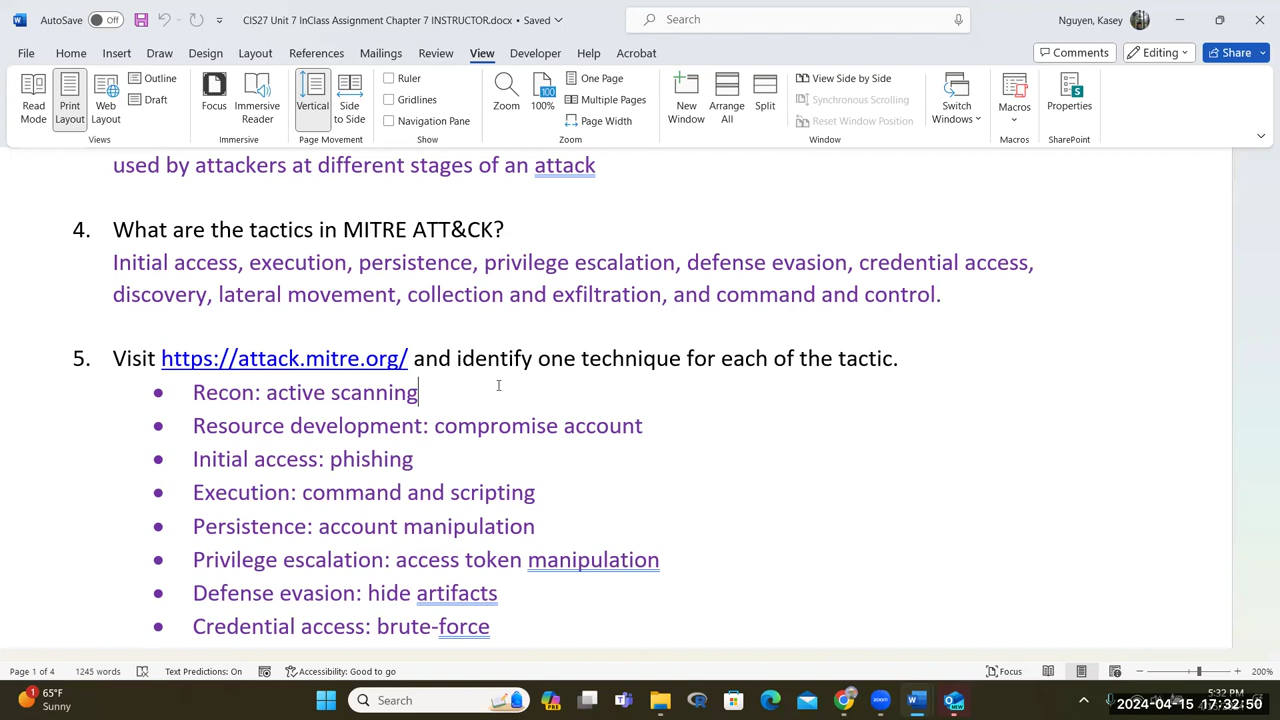 AutoSave Off CIS27 Unit 7 InClass Assignment Chapter 7 INSTRUCTOR.docx • Saved Search Nguyen, Kasey
File Home Insert Draw Design Layout References Mailings Review View Developer Help Acrobat Comments Editing Share
Read Mode Print Layout Web Layout Outline Draft Focus Immersive Reader Vertical Side to Side Ruler Gridlines Navigation Pane Zoom 100 100% One Page Multiple Pages Page Width New Window Arrange All Split View Side by Side Synchronous Scrolling Reset Window Position Switch Windows Macros Properties
Views Immersive Page Movement Show Zoom Window Macros SharePoint
used by attackers at different stages of an attack
4. What are the tactics in MITRE ATT&CK?
Initial access, execution, persistence, privilege escalation, defense evasion, credential access,
discovery, lateral movement, collection and exfiltration, and command and control.
5. Visit https://attack.mitre.org/ and identify one technique for each of the tactic.
• Recon: active scanning
• Resource development: compromise account
• Initial access: phishing
• Execution: command and scripting
• Persistence: account manipulation
• Privilege escalation: access token manipulation
• Defense evasion: hide artifacts
• Credential access: brute-force
Page 1 of 4 1245 words Text Predictions: On Accessibility: Good to go Focus 200%
1 65°F Search PRE NEW 5:32 PM
Sunny 2024-04-15 17:32:50